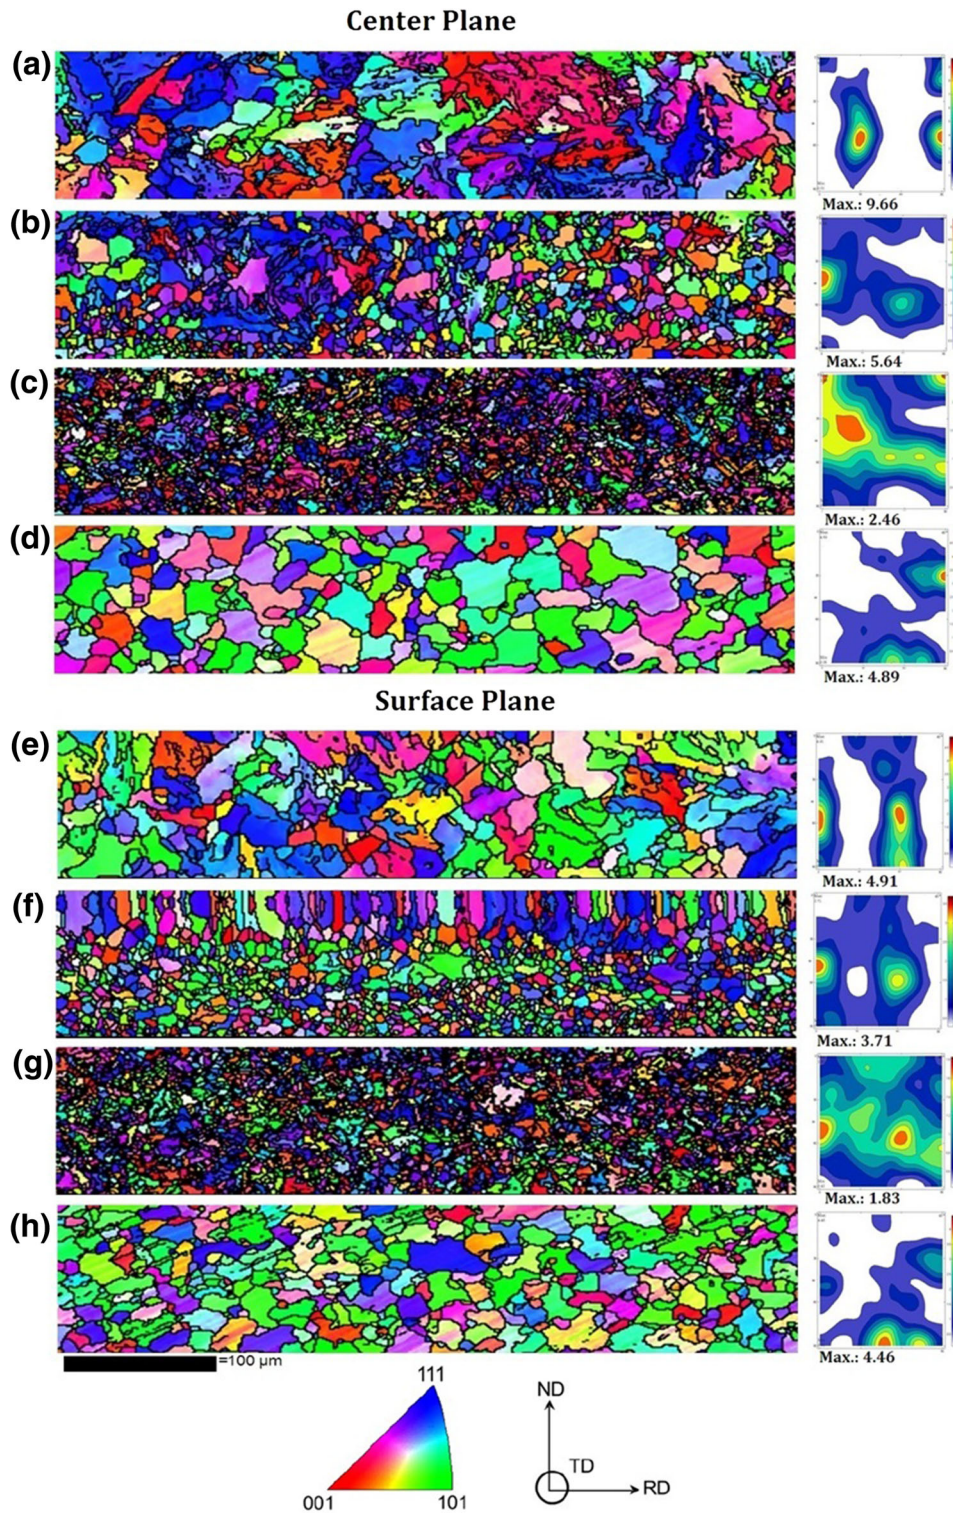 Center Plane
(a)
Max.: 9.66
(b)
Max.: 5.64
(c)
Max.: 2.46
(d)
Max.: 4.89
Surface Plane
(e)
Max.: 4.91
(f)
Max.: 3.71
(g)
Max.: 1.83
(h)
Max.: 4.46
=100 µm
111
001
101
ND
TD
RD